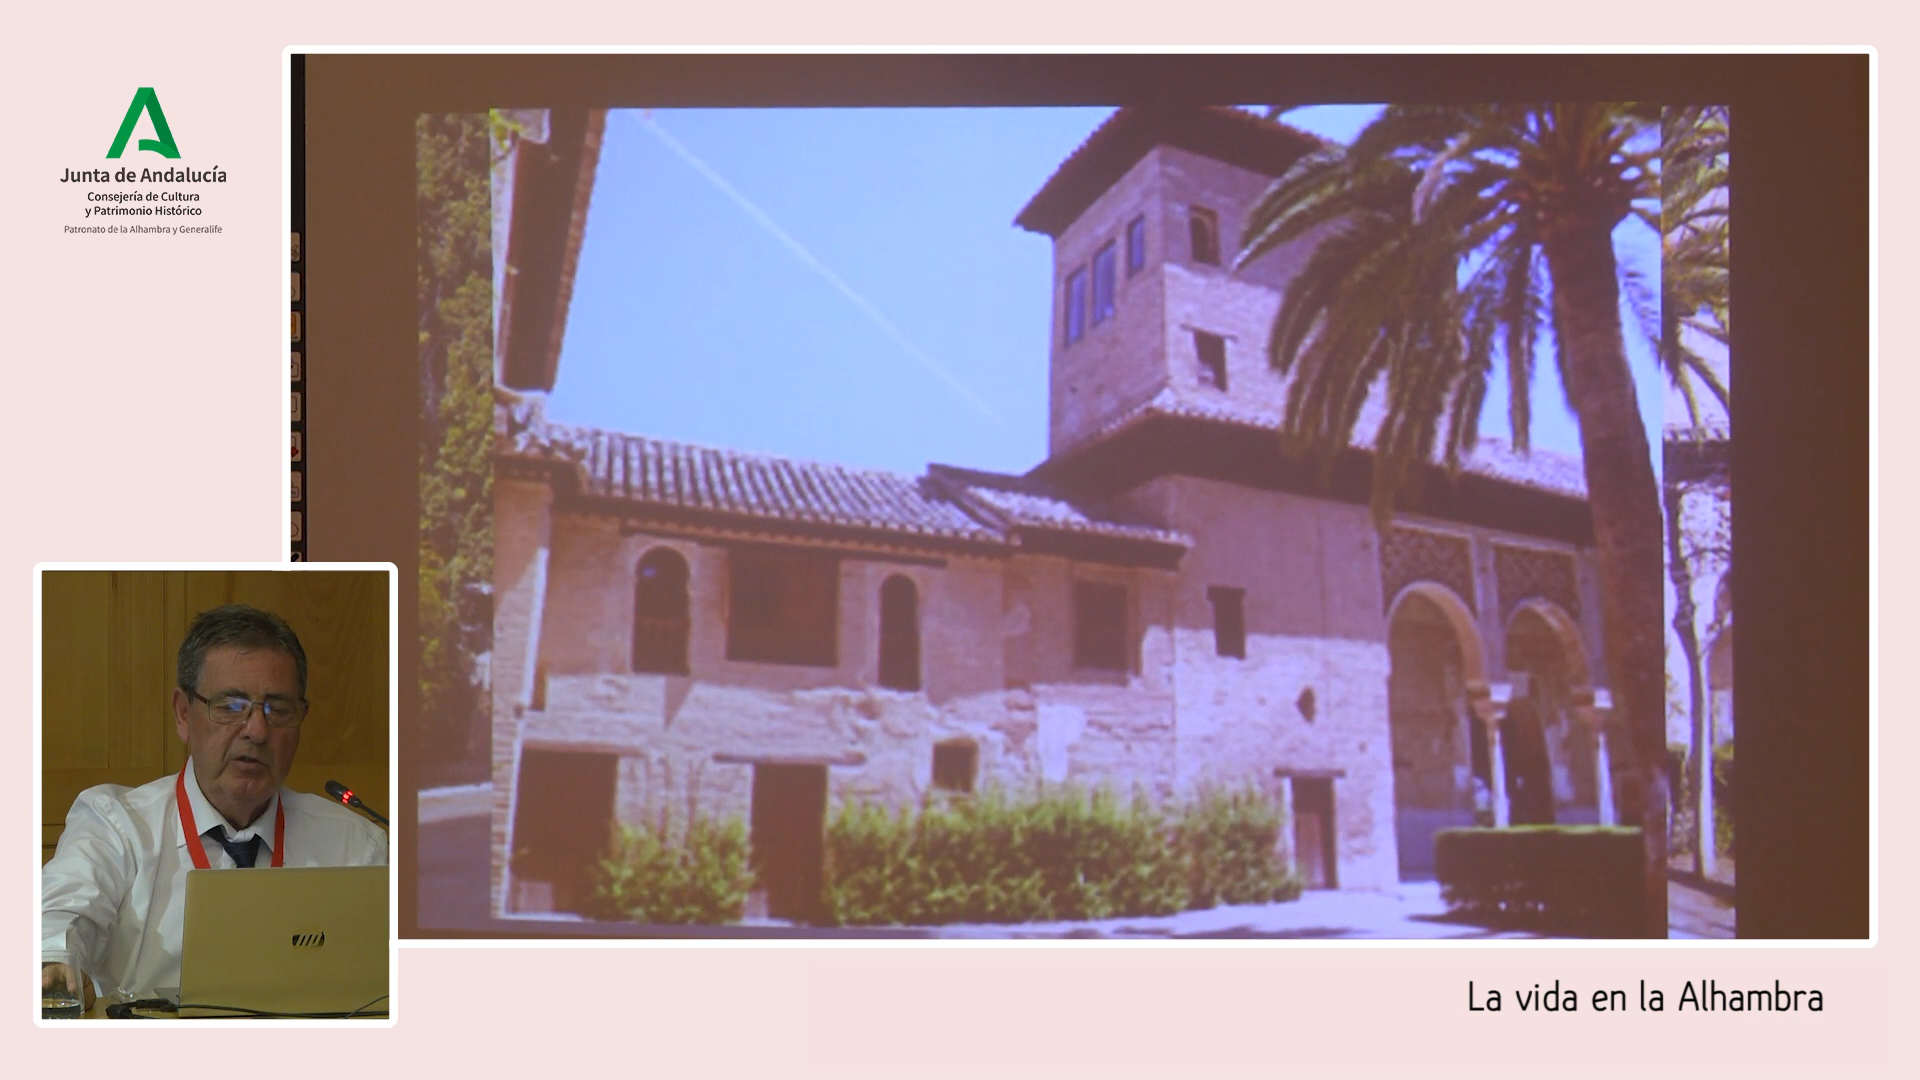 Junta de Andalucía
Consejería de Cultura
y Patrimonio Histórico
Patronato de la Alhambra y Generalife
La vida en la Alhambra